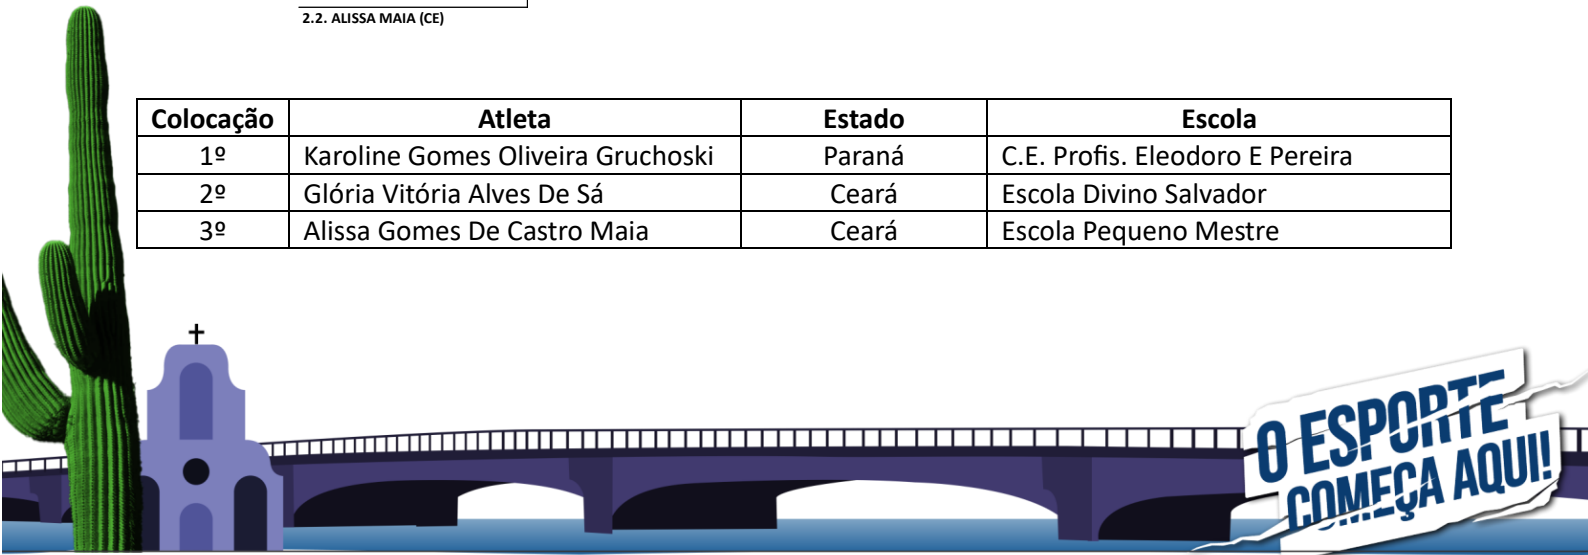 2.2. ALISSA MAIA (CE)
Colocação Atleta Estado Escola
1º Karoline Gomes Oliveira Gruchoski Paraná C.E. Profis. Eleodoro E Pereira
2º Glória Vitória Alves De Sá Ceará Escola Divino Salvador
3º Alissa Gomes De Castro Maia Ceará Escola Pequeno Mestre
O ESPORTE
COMEÇA AQUI!